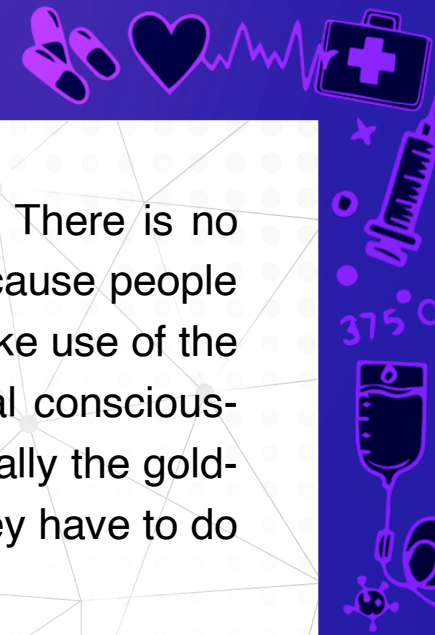 There is no
cause people
ke use of the
al conscious-
ally the gold-
ey have to do
375